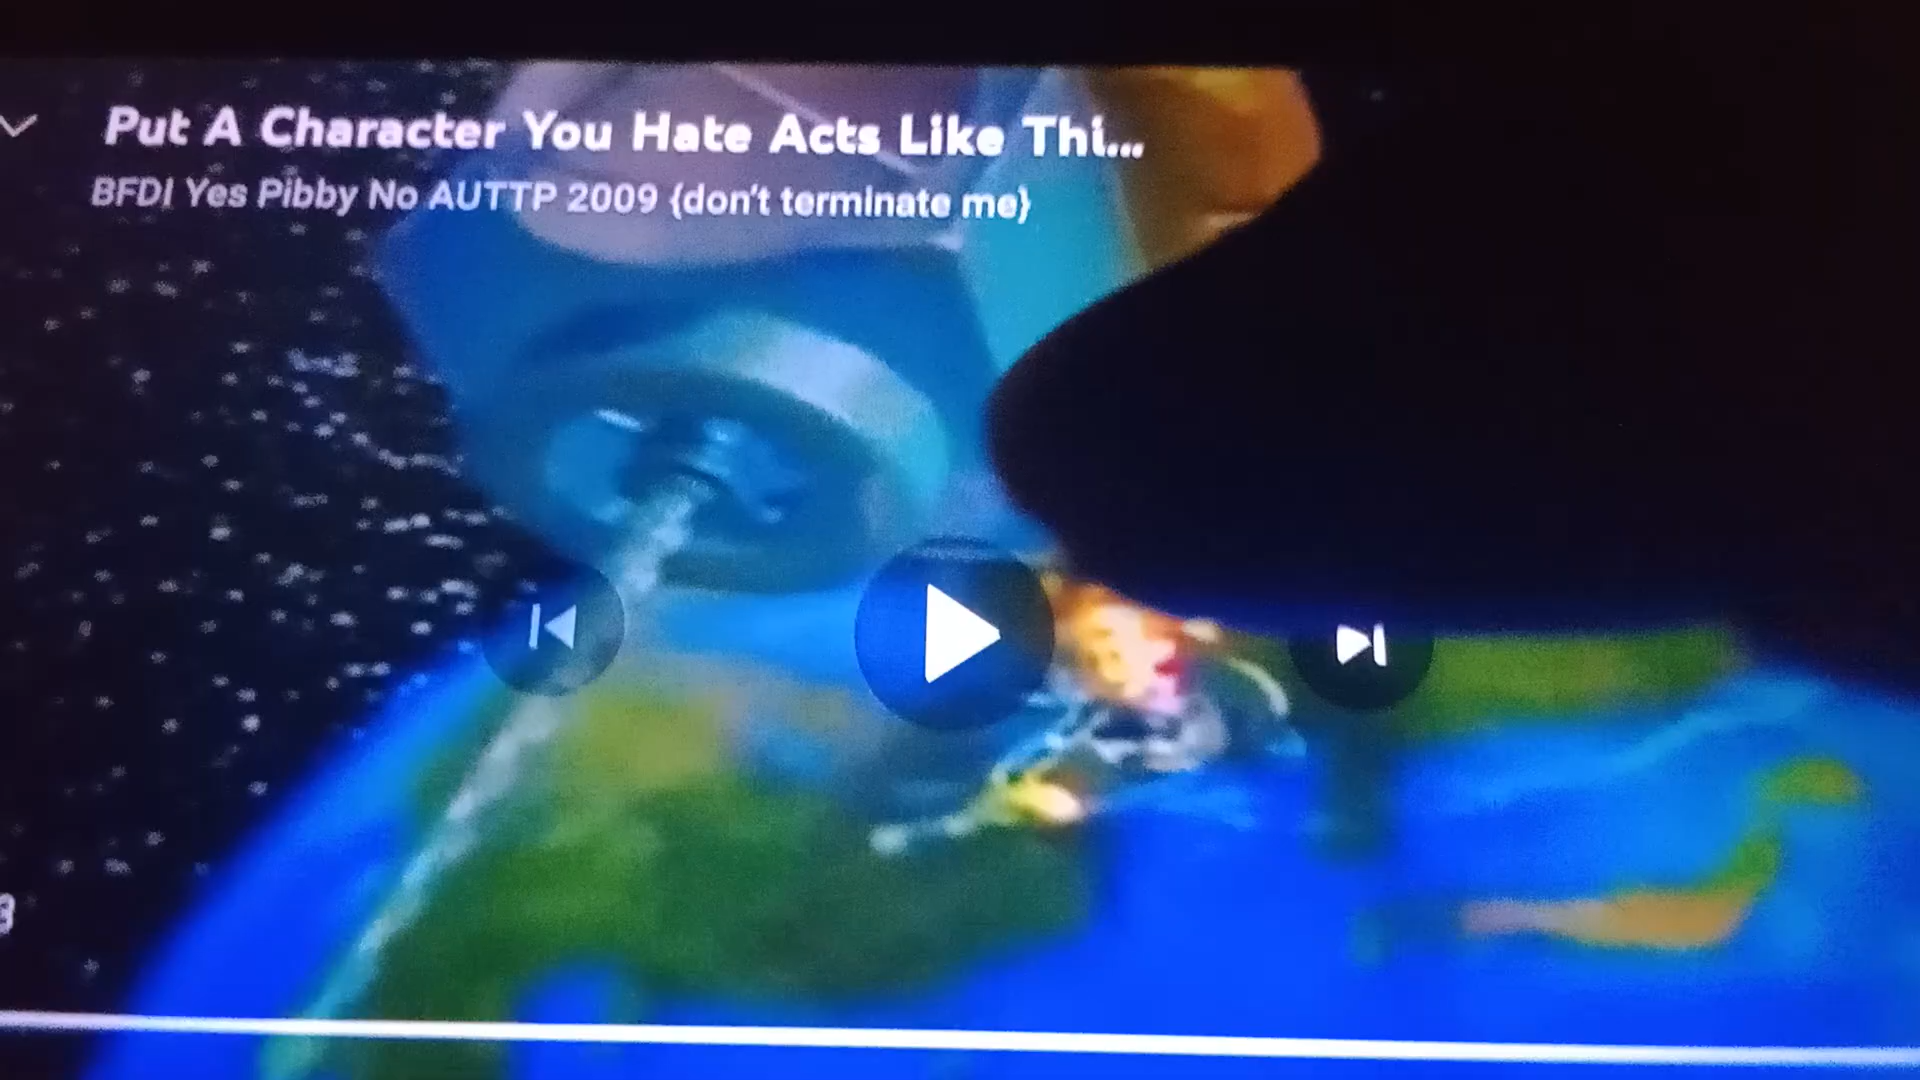 Put A Character You Hate Acts Like Thi...
BFDI Yes Pibby No AUTTP 2009 {don't terminate me}